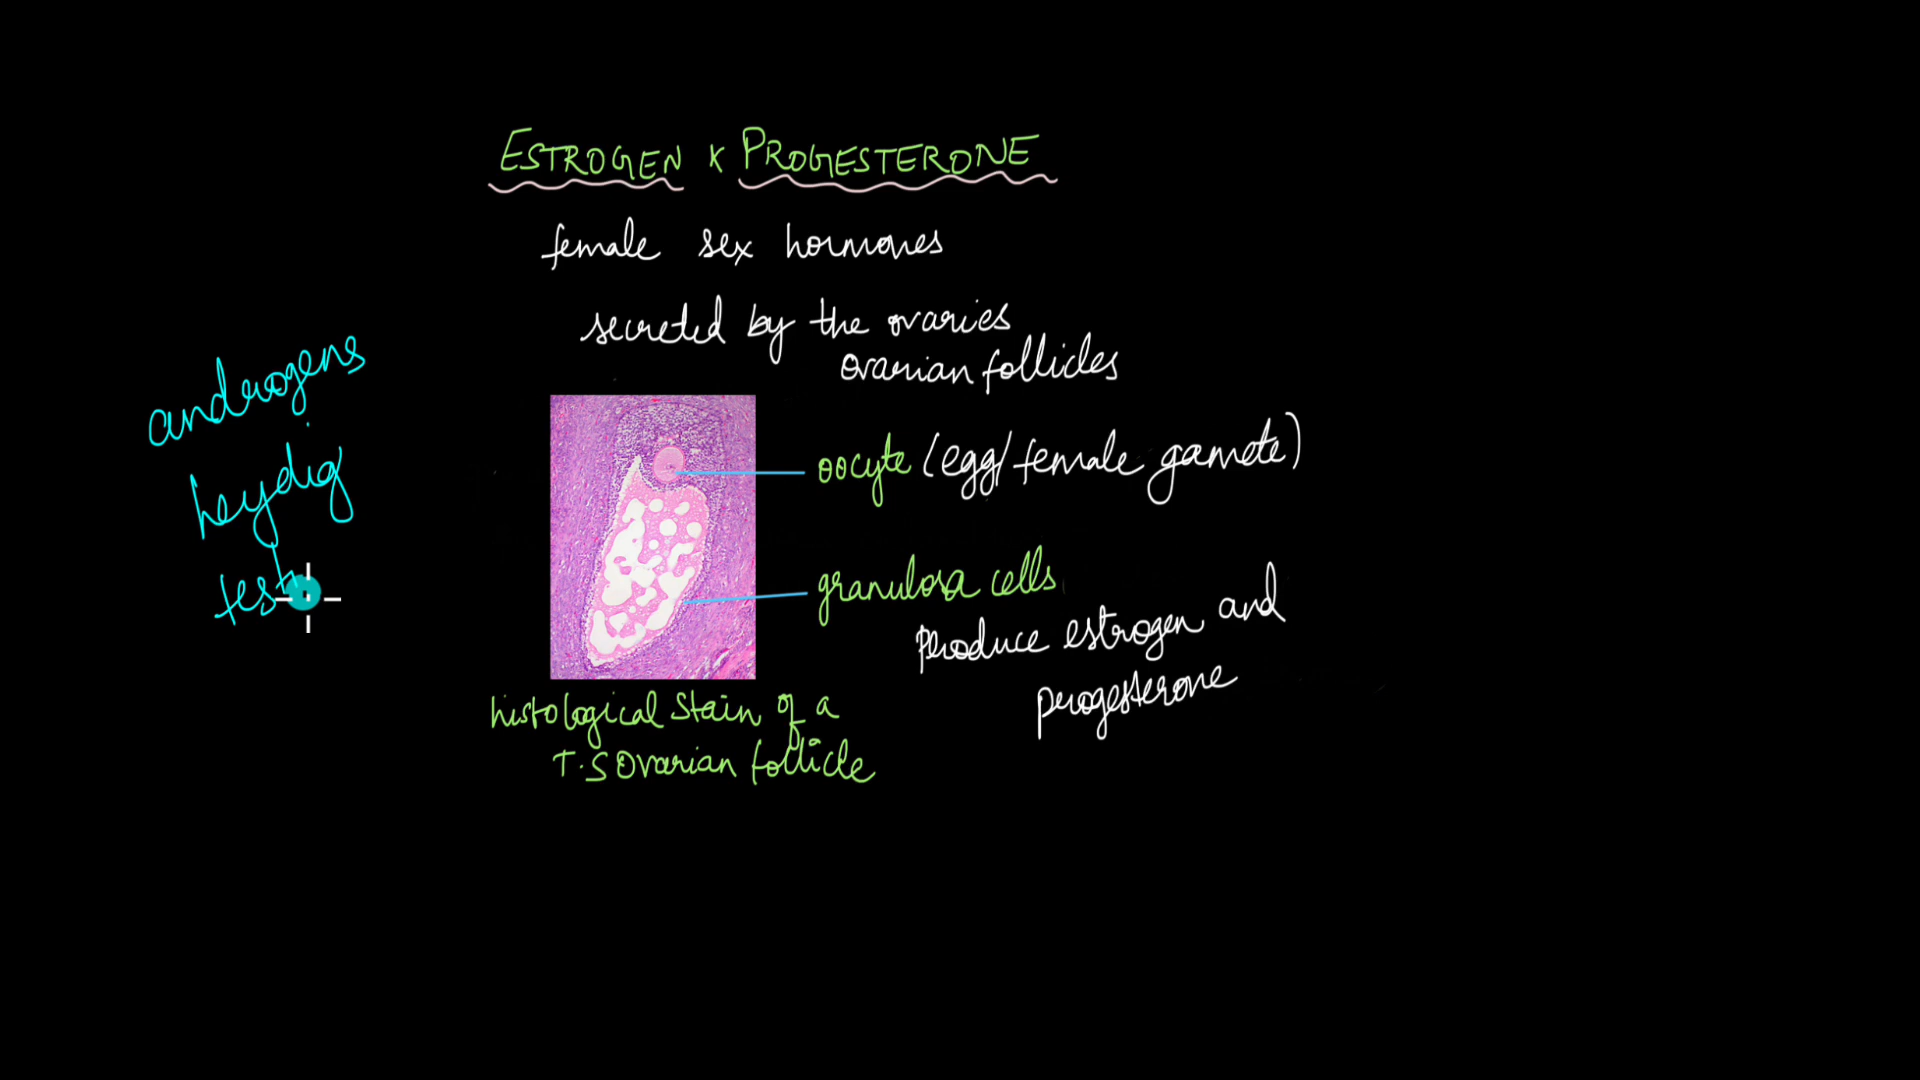 ESTROGEN & PROGESTERONE
female sex hormones
secreted by the ovaries
ovarian follicles
androgens
leydig
test
oocyte (egg/female gamete)
granulosa cells
produce estrogen and
progesterone
histological stain of a
T.S Ovarian follicle